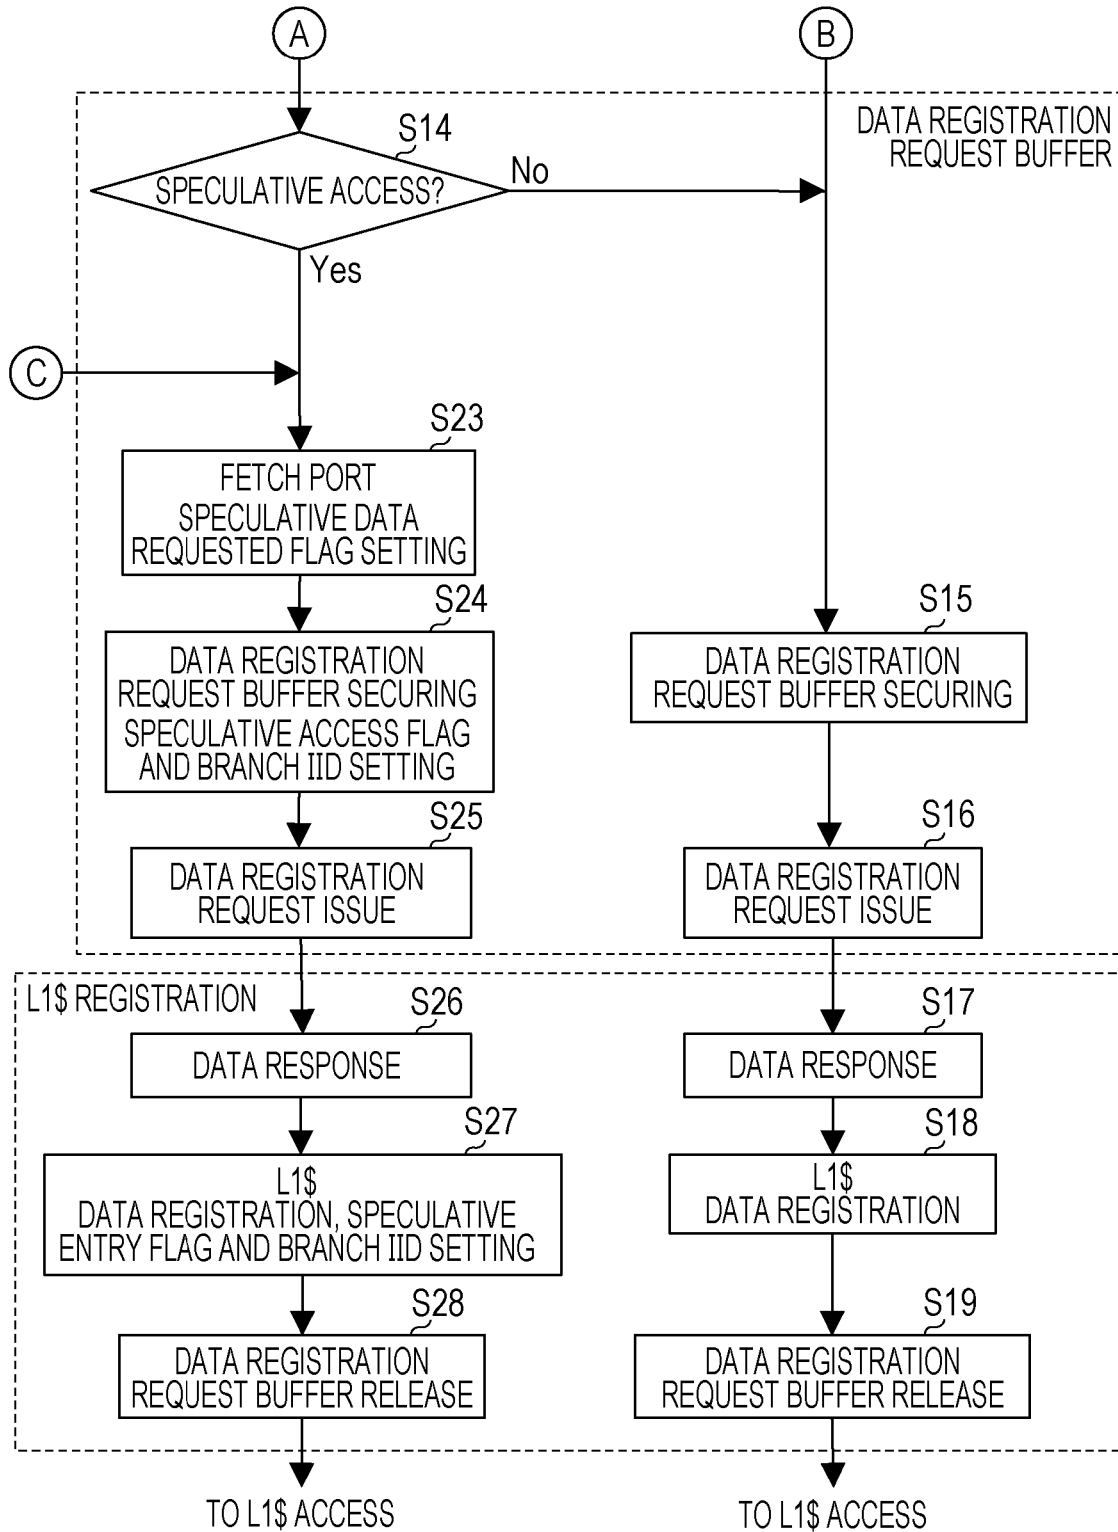 A
B
DATA REGISTRATION
REQUEST BUFFER
S14
SPECULATIVE ACCESS?
No
Yes
C
S23
FETCH PORT
SPECULATIVE DATA
REQUESTED FLAG SETTING
S24
DATA REGISTRATION
REQUEST BUFFER SECURING
SPECULATIVE ACCESS FLAG
AND BRANCH IID SETTING
S15
DATA REGISTRATION
REQUEST BUFFER SECURING
S25
DATA REGISTRATION
REQUEST ISSUE
S16
DATA REGISTRATION
REQUEST ISSUE
L1$ REGISTRATION
S26
DATA RESPONSE
S17
DATA RESPONSE
S27
L1$
DATA REGISTRATION, SPECULATIVE
ENTRY FLAG AND BRANCH IID SETTING
S18
L1$
DATA REGISTRATION
S28
DATA REGISTRATION
REQUEST BUFFER RELEASE
S19
DATA REGISTRATION
REQUEST BUFFER RELEASE
TO L1$ ACCESS
TO L1$ ACCESS